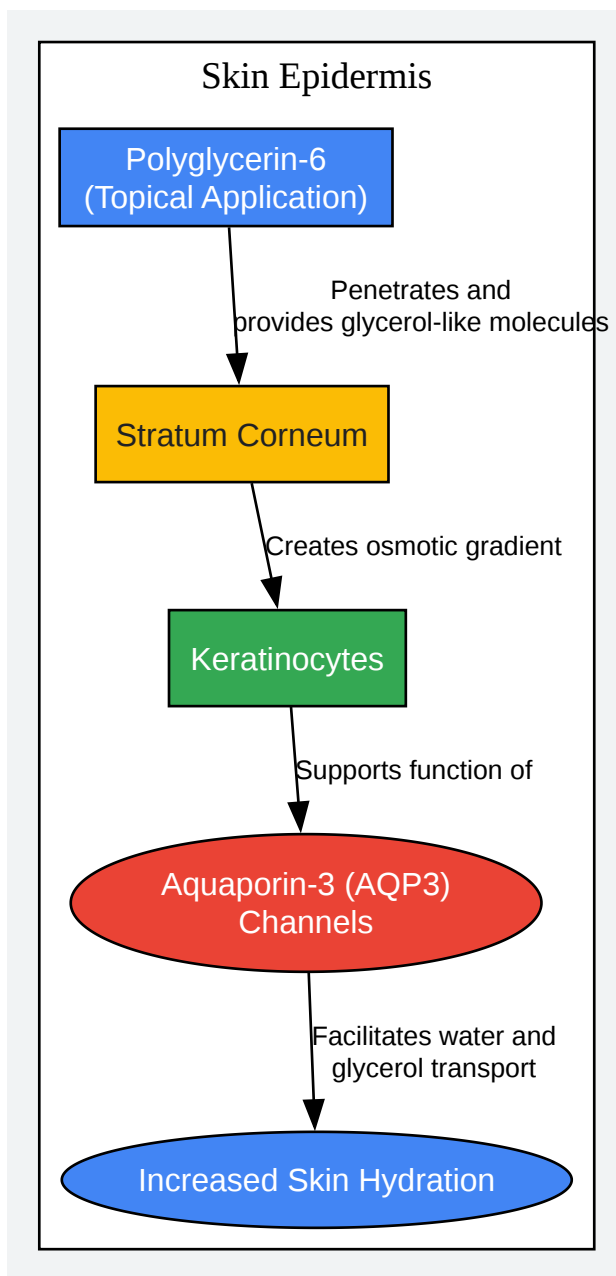 Skin Epidermis
Polyglycerin-6
(Topical Application)
Penetrates and
provides glycerol-like molecules
Stratum Corneum
Creates osmotic gradient
Keratinocytes
Supports function of
Aquaporin-3 (AQP3)
Channels
Facilitates water and
glycerol transport
Increased Skin Hydration